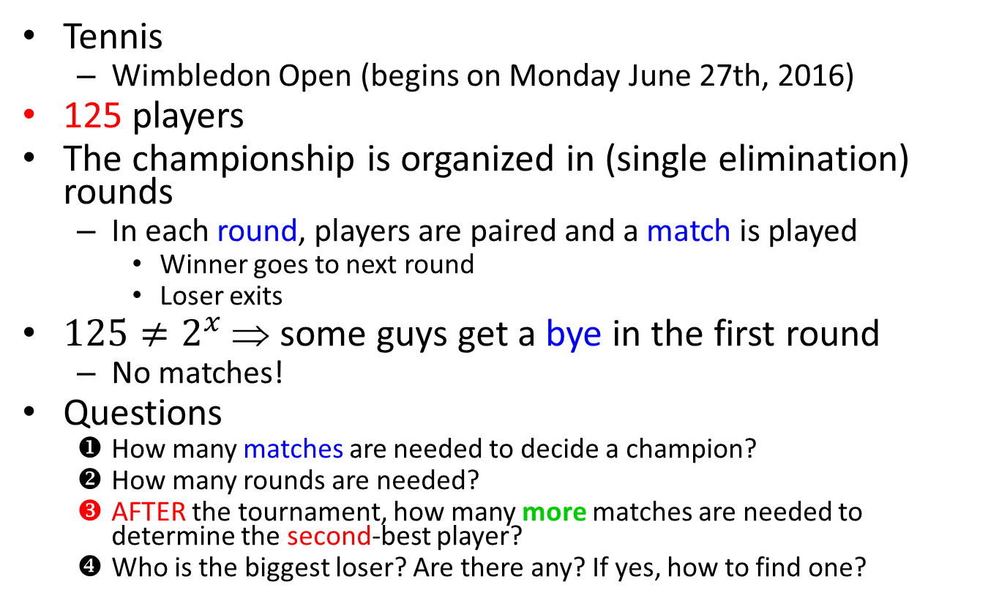 • Tennis
– Wimbledon Open (begins on Monday June 27th, 2016)
• 125 players
• The championship is organized in (single elimination)
rounds
– In each round, players are paired and a match is played
• Winner goes to next round
• Loser exits
• 125 ≠ 2ˣ ⟹ some guys get a bye in the first round
– No matches!
• Questions
❶ How many matches are needed to decide a champion?
❷ How many rounds are needed?
❸ AFTER the tournament, how many more matches are needed to
determine the second-best player?
❹ Who is the biggest loser? Are there any? If yes, how to find one?